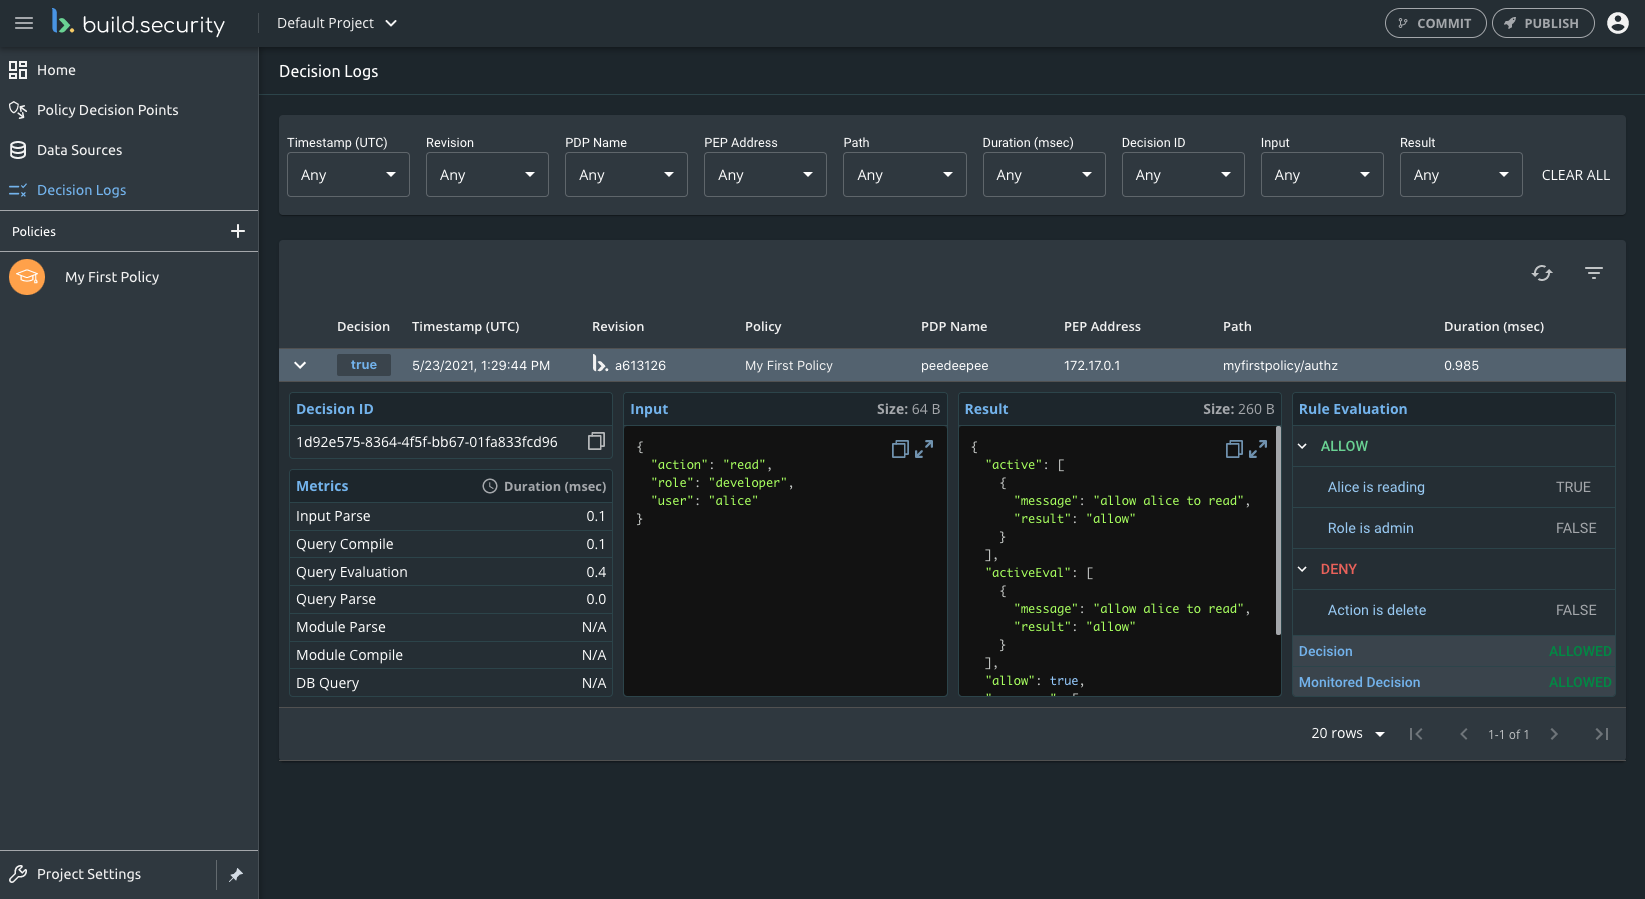 build.security
Default Project
COMMIT
PUBLISH
Home
Policy Decision Points
Data Sources
Decision Logs
Policies
My First Policy
Project Settings
Decision Logs
Timestamp (UTC) Revision PDP Name PEP Address Path Duration (msec) Decision ID Input Result
Any Any Any Any Any Any Any Any Any CLEAR ALL
Decision Timestamp (UTC) Revision Policy PDP Name PEP Address Path Duration (msec)
true 5/23/2021, 1:29:44 PM b. a613126 My First Policy peedeepee 172.17.0.1 myfirstpolicy/authz 0.985
Decision ID
1d92e575-8364-4f5f-bb67-01fa833fcd96
Metrics Duration (msec)
Input Parse 0.1
Query Compile 0.1
Query Evaluation 0.4
Query Parse 0.0
Module Parse N/A
Module Compile N/A
DB Query N/A
Input Size: 64 B
{
"action": "read",
"role": "developer",
"user": "alice"
}
Result Size: 260 B
{
"active": [
{
"message": "allow alice to read",
"result": "allow"
}
],
"activeEval": [
{
"message": "allow alice to read",
"result": "allow"
}
],
"allow": true,
Rule Evaluation
ALLOW
Alice is reading TRUE
Role is admin FALSE
DENY
Action is delete FALSE
Decision ALLOWED
Monitored Decision ALLOWED
20 rows 1-1 of 1